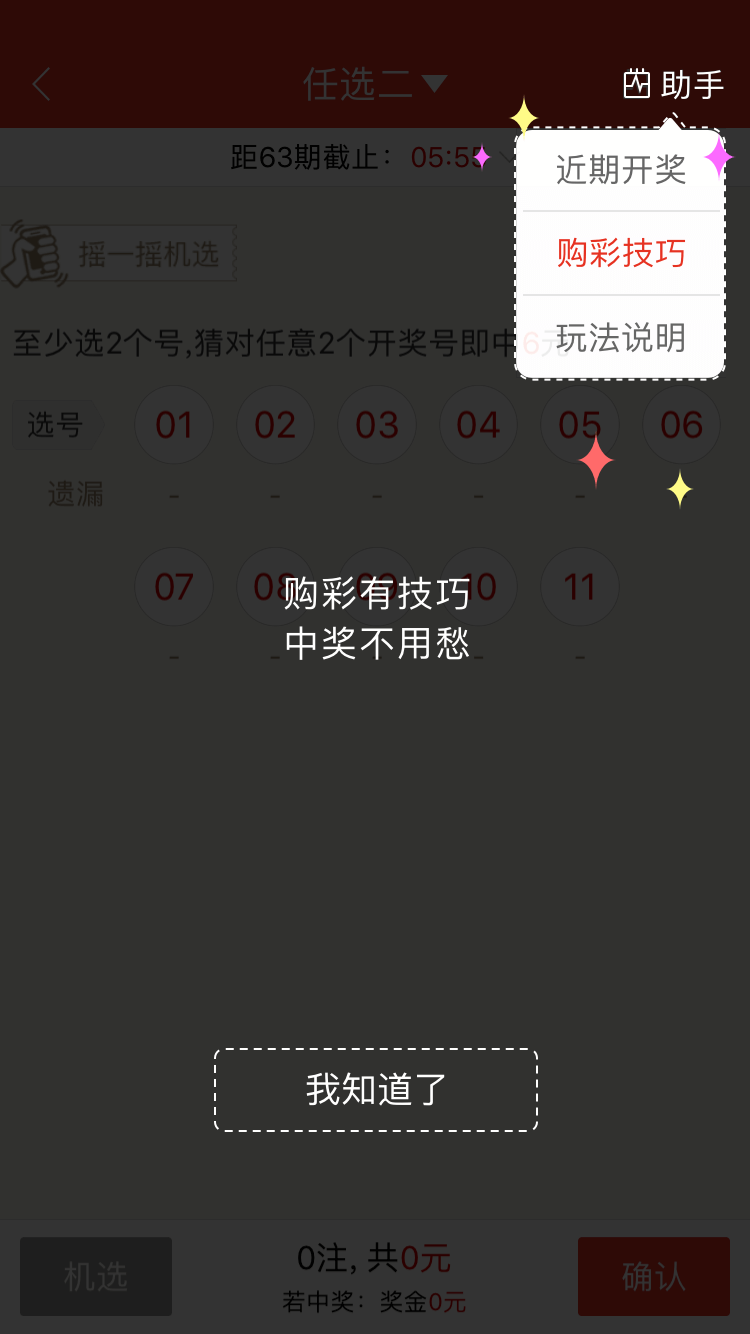 任选二
助手
距63期截止：05:55
近期开奖
购彩技巧
玩法说明
摇一摇机选
至少选2个号,猜对任意2个开奖号即中6元
选号 01 02 03 04 05 06
遗漏 - - - - -
07 08 09 10 11
- - - -
购彩有技巧
中奖不用愁
我知道了
机选
0注, 共0元
若中奖：奖金0元
确认